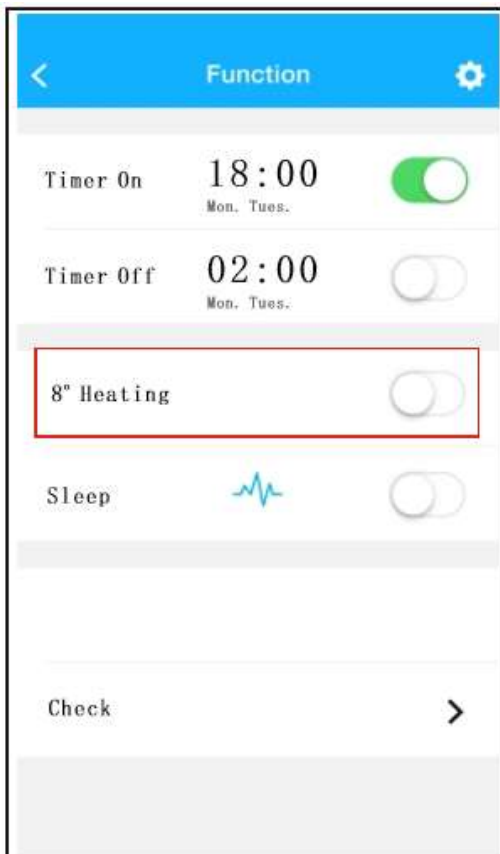 Function
Timer On 18:00
Mon. Tues.
Timer Off 02:00
Mon. Tues.
8° Heating
Sleep
Check